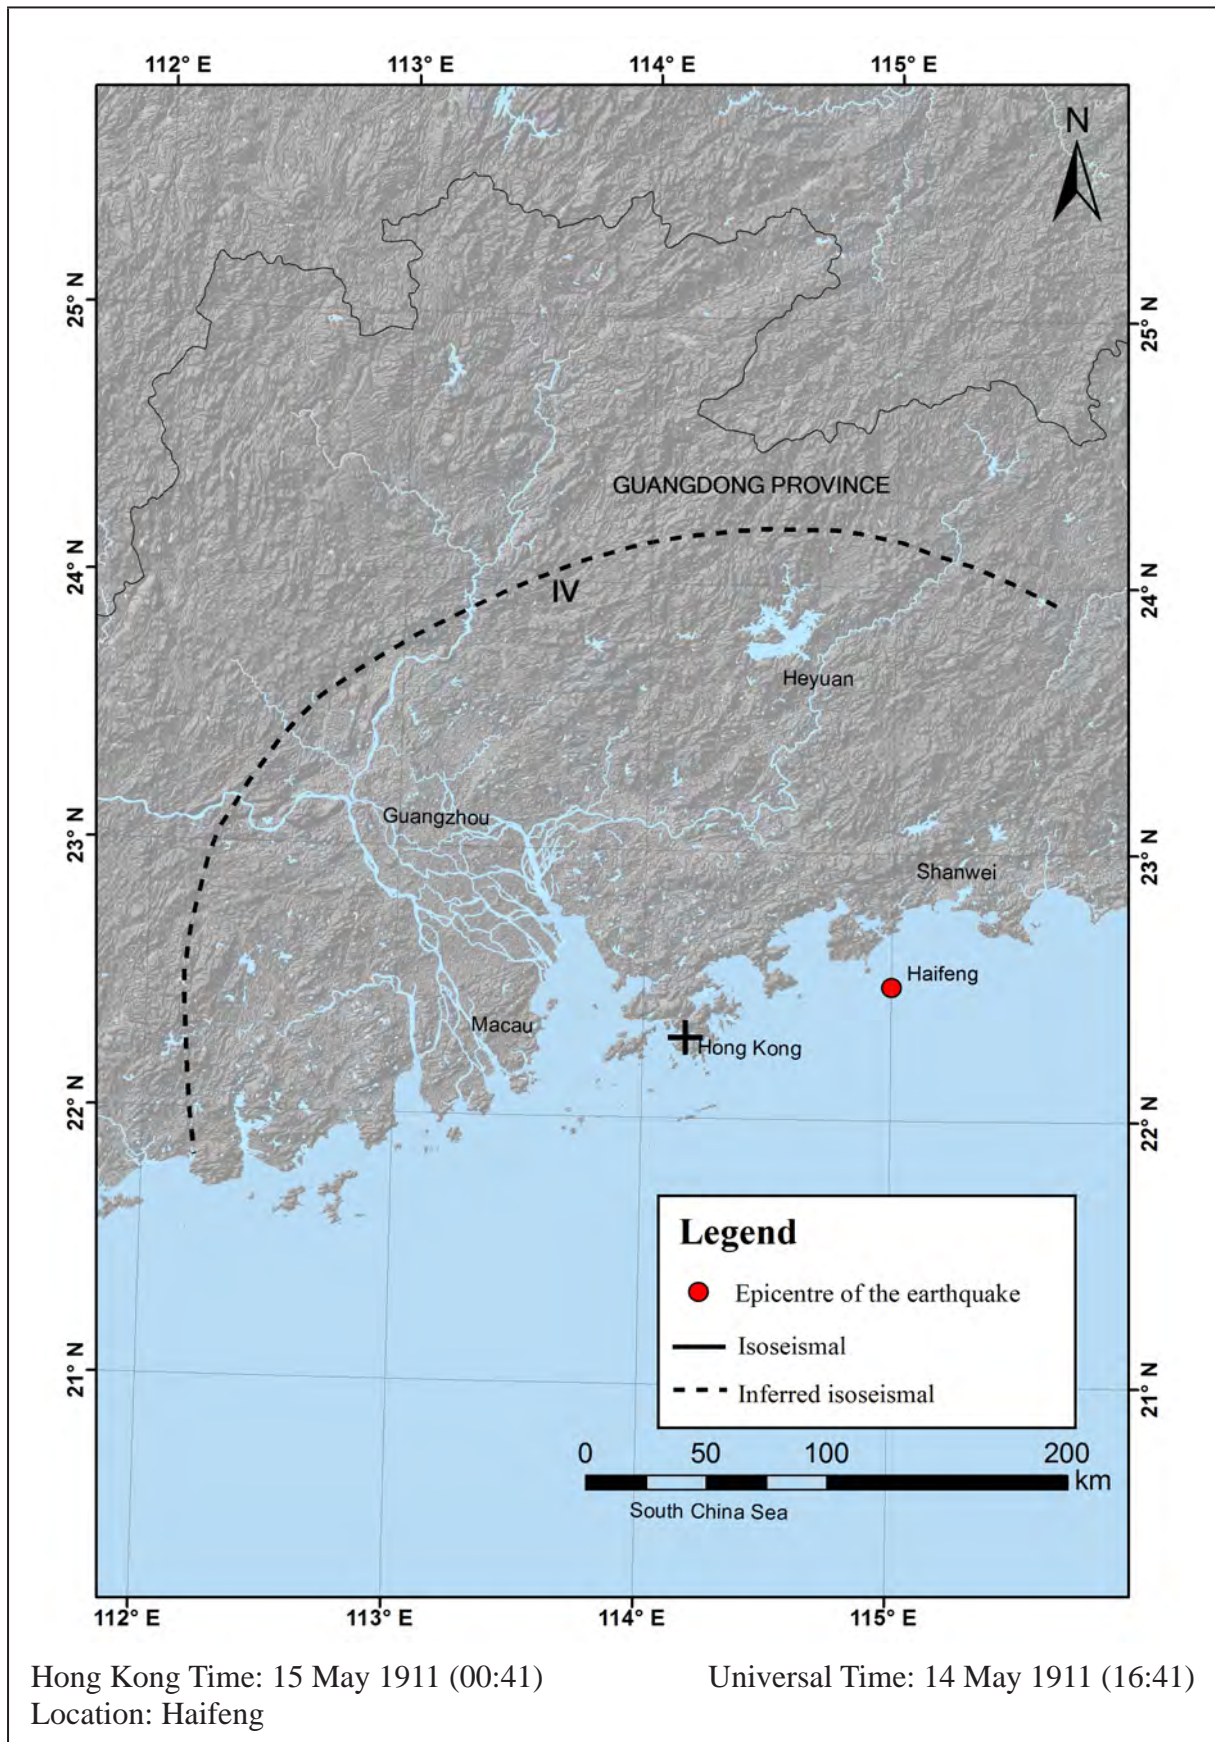 112° E 113° E 114° E 115° E
N
25° N
25° N
GUANGDONG PROVINCE
24° N
24° N
IV
Heyuan
Guangzhou
23° N
23° N
Shanwei
Haifeng
Macau
Hong Kong
22° N
22° N
Legend
Epicentre of the earthquake
Isoseismal
Inferred isoseismal
21° N
21° N
0 50 100 200
km
South China Sea
112° E 113° E 114° E 115° E
Hong Kong Time: 15 May 1911 (00:41) Universal Time: 14 May 1911 (16:41)
Location: Haifeng